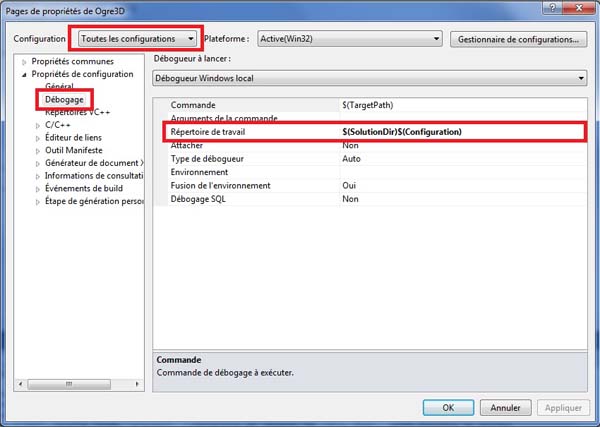 Pages de propriétés de Ogre3D
Configuration : Toutes les configurations Plateforme : Active(Win32) Gestionnaire de configurations...
Propriétés communes
Propriétés de configuration
Général
Débogage
Répertoires VC++
C/C++
Éditeur de liens
Outil Manifeste
Générateur de document X
Informations de consultati
Événements de build
Étape de génération perso
Débogueur à lancer :
Débogueur Windows local
Commande $(TargetPath)
Arguments de la commande
Répertoire de travail $(SolutionDir)$(Configuration)
Attacher Non
Type de débogueur Auto
Environnement
Fusion de l'environnement Oui
Débogage SQL Non
Commande
Commande de débogage à exécuter.
OK Annuler Appliquer